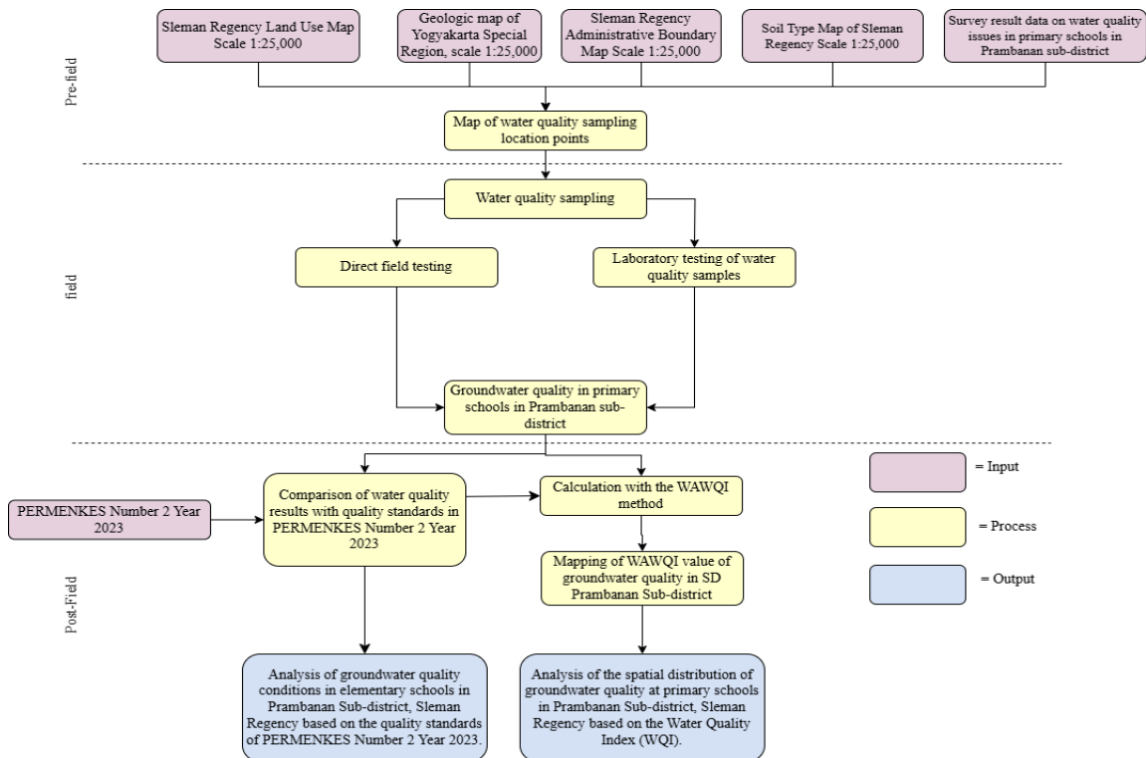 Sleman Regency Land Use Map
Scale 1:25,000
Geologic map of
Yogyakarta Special
Region, scale 1:25,000
Sleman Regency
Administrative Boundary
Map Scale 1:25,000
Soil Type Map of Sleman
Regency Scale 1:25,000
Survey result data on water quality
issues in primary schools in
Prambanan sub-district
Pre-field
Map of water quality sampling
location points
Water quality sampling
Direct field testing
Laboratory testing of water
quality samples
field
Groundwater quality in primary
schools in Prambanan sub-
district
PERMENKES Number 2 Year
2023
Comparison of water quality
results with quality standards in
PERMENKES Number 2 Year
2023
Calculation with the WAWQI
method
Mapping of WAWQI value of
groundwater quality in SD
Prambanan Sub-district
Post-Field
Analysis of groundwater quality
conditions in elementary schools in
Prambanan Sub-district, Sleman
Regency based on the quality standards
of PERMENKES Number 2 Year 2023.
Analysis of the spatial distribution of
groundwater quality at primary schools
in Prambanan Sub-district, Sleman
Regency based on the Water Quality
Index (WQI).
= Input
= Process
= Output